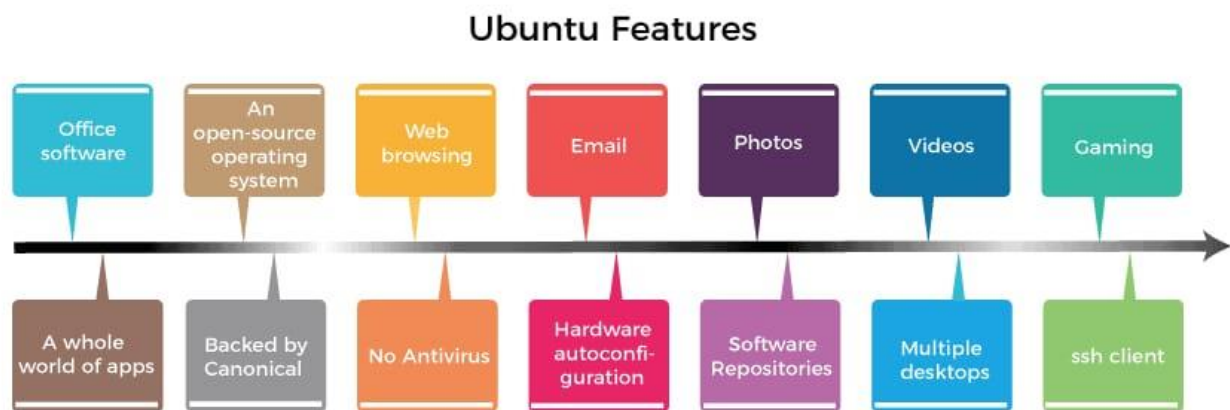 Ubuntu Features
Office
software
An
open-source
operating
system
Web
browsing
Email
Photos
Videos
Gaming
A whole
world of apps
Backed by
Canonical
No Antivirus
Hardware
autoconfi-
guration
Software
Repositories
Multiple
desktops
ssh client